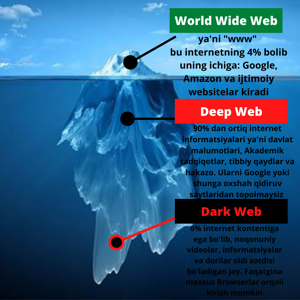 World Wide Web
ya'ni "www"
bu internetning 4% bolib
uning ichiga: Google,
Amazon va ijtimoiy
websitelar kiradi
Deep Web
90% dan ortiq internet
informatsiyalari ya'ni davlat
malumotlari, Akademik
tadqiqotlar, tibbiy qaydlar va
hakazo. Ularni Google yoki
shunga oxshah qidiruv
saytlaridan topolmaysiz
Dark Web
6% internet kontentiga
ega bo'lib, noqonuniy
videolar, informatsiyalar
va dorilar oldi sotdisi
bo'ladigan joy. Faqatgina
maxsus Browserlar orqali
kirish mumkin